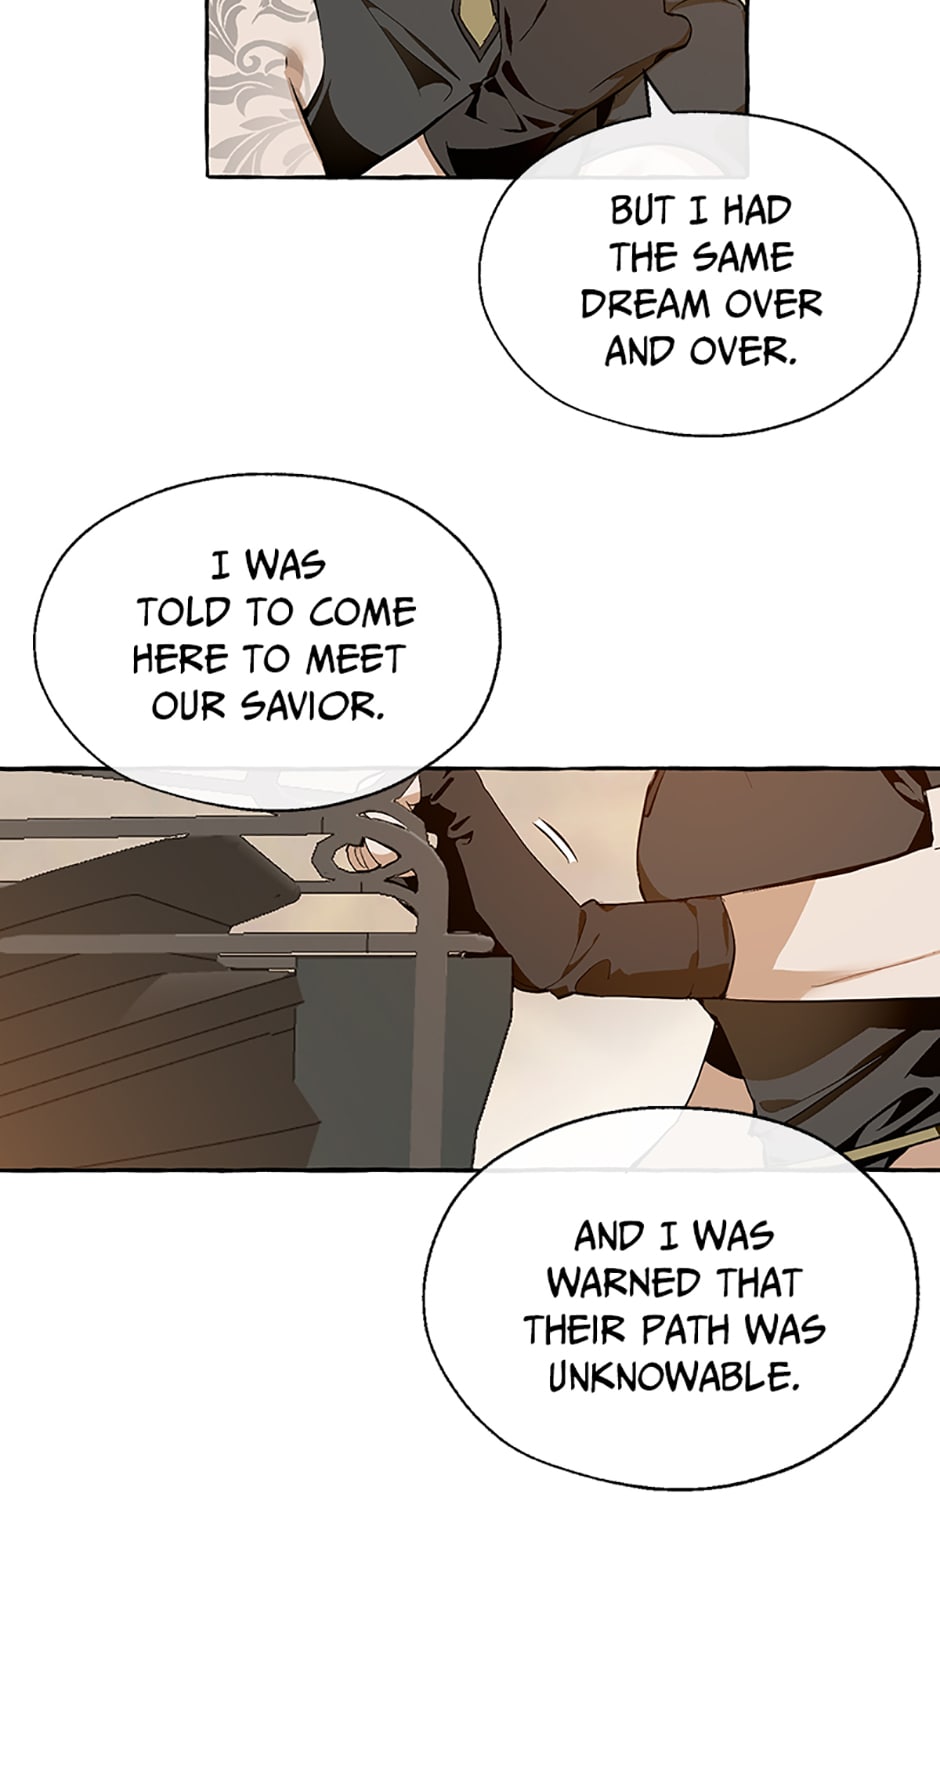 BUT I HAD
THE SAME
DREAM OVER
AND OVER.
I WAS
TOLD TO COME
HERE TO MEET
OUR SAVIOR.
AND I WAS
WARNED THAT
THEIR PATH WAS
UNKNOWABLE.